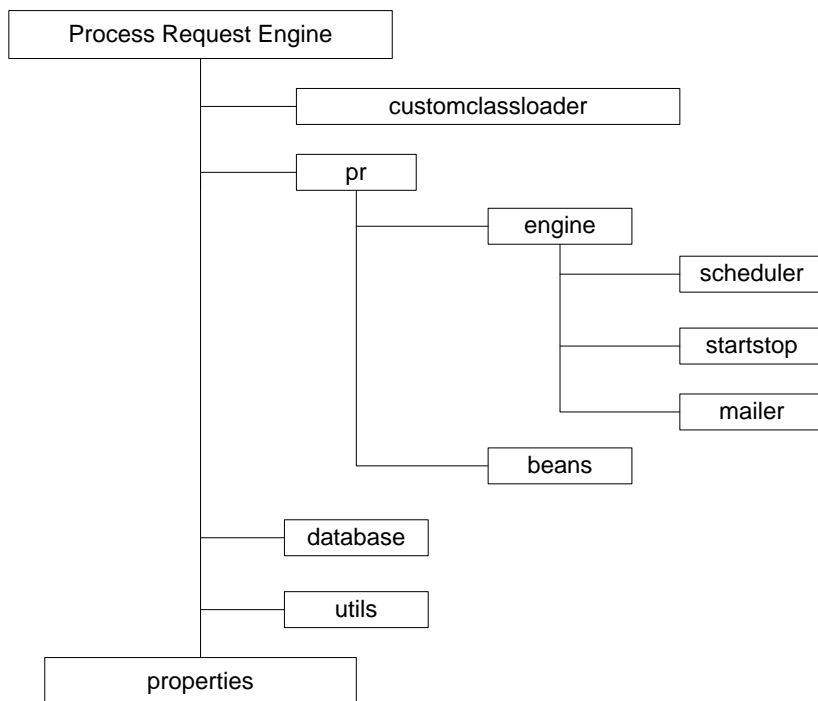 Process Request Engine
customclassloader
pr
engine
scheduler
startstop
mailer
beans
database
utils
properties